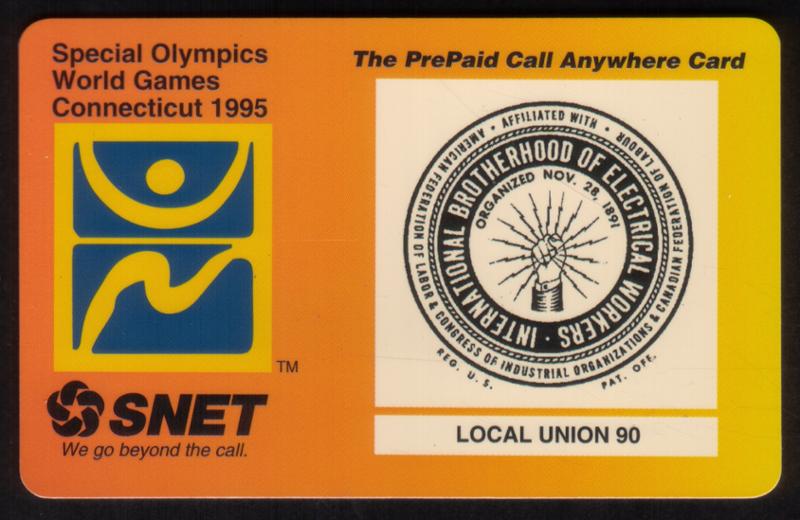 Special Olympics
World Games
Connecticut 1995
TM
SNET
We go beyond the call.
The PrePaid Call Anywhere Card
• AFFILIATED WITH •
AMERICAN FEDERATION OF LABOR & CONGRESS OF INDUSTRIAL ORGANIZATIONS & CANADIAN FEDERATION OF LABOUR
INTERNATIONAL BROTHERHOOD OF ELECTRICAL WORKERS •
ORGANIZED NOV. 28, 1891
REG. U.S. PAT. OFF.
LOCAL UNION 90